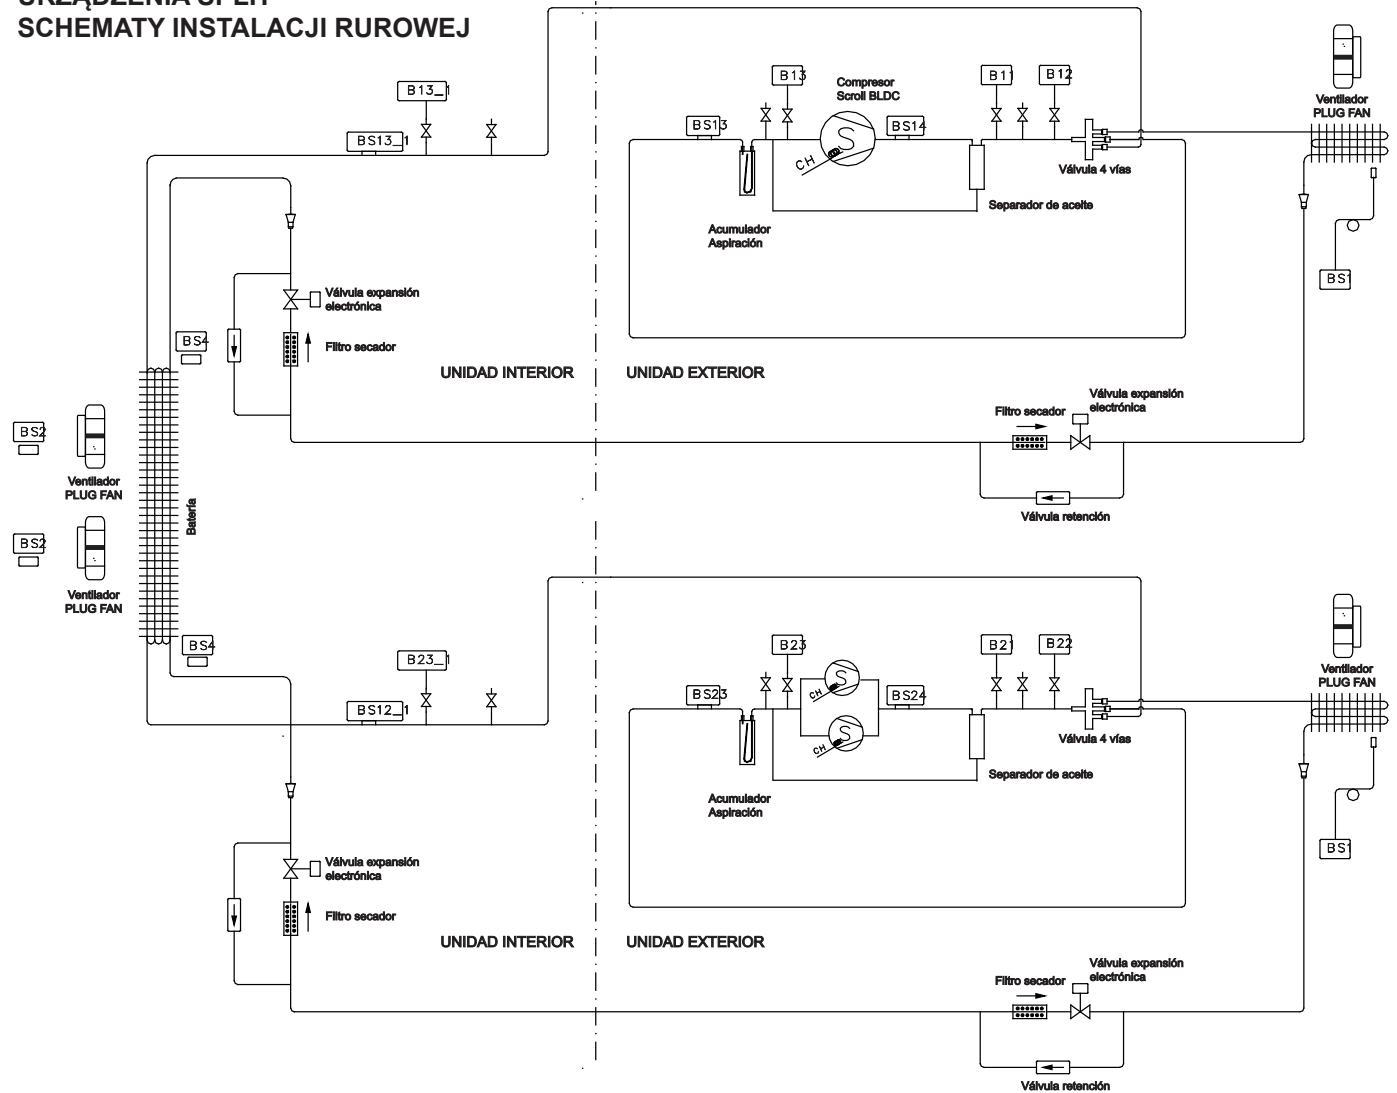 URZĄDZENIA SPLIT
SCHEMATY INSTALACJI RUROWEJ
B13_1
BS13_1
B13
Compresor
Scroll BLDC
B11
B12
BS13
S
BS14
CH
Válvula 4 vías
Separador de aceite
Acumulador
Aspiración
Ventilador
PLUG FAN
BS1
Válvula expansión
electrónica
BS4
Filtro secador
UNIDAD INTERIOR
UNIDAD EXTERIOR
Válvula expansión
electrónica
Filtro secador
Válvula retención
BS2
Ventilador
PLUG FAN
Batería
BS2
Ventilador
PLUG FAN
BS4
B23_1
BS12_1
B23
B21
B22
BS23
S
CH
BS24
S
CH
Válvula 4 vías
Separador de aceite
Acumulador
Aspiración
Ventilador
PLUG FAN
BS1
Válvula expansión
electrónica
Filtro secador
UNIDAD INTERIOR
UNIDAD EXTERIOR
Válvula expansión
electrónica
Filtro secador
Válvula retención